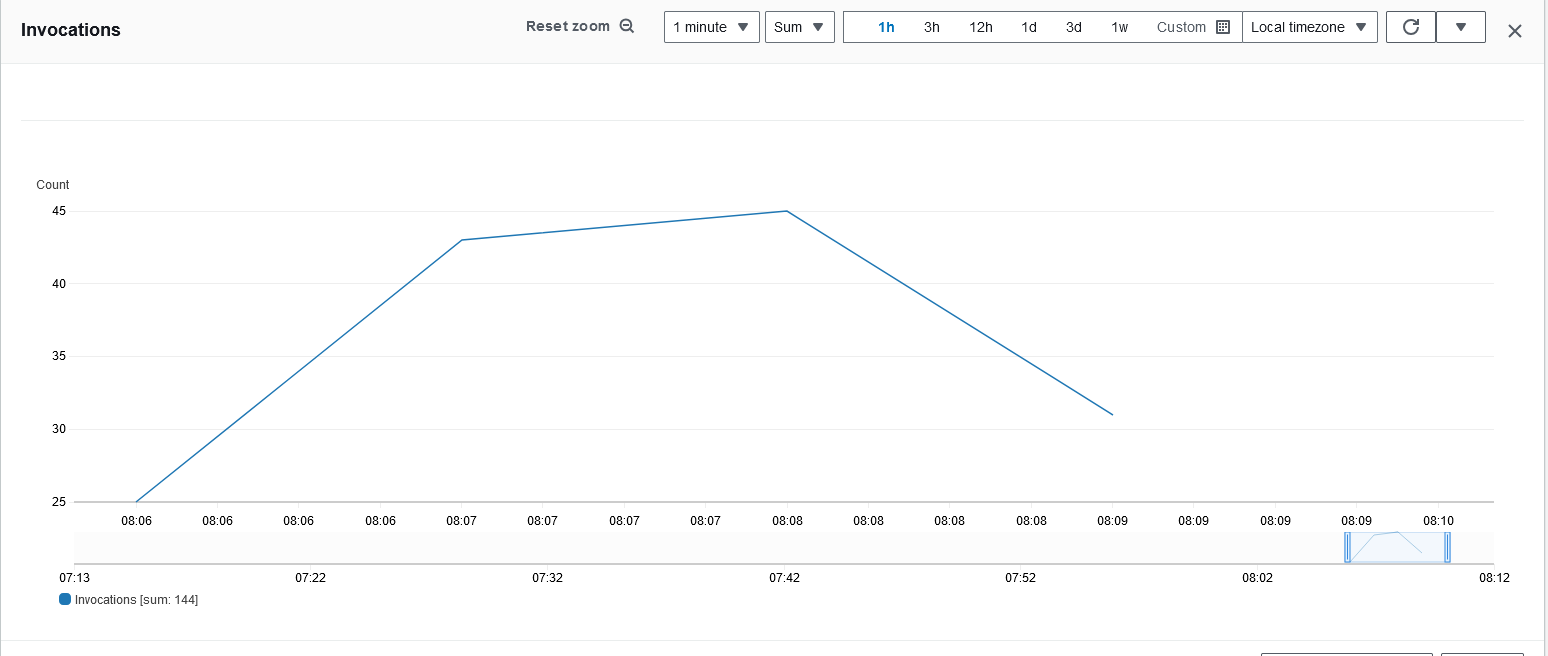 Invocations Reset zoom 1 minute Sum 1h 3h 12h 1d 3d 1w Custom Local timezone
Count
45
40
35
30
25
08:06 08:06 08:06 08:06 08:07 08:07 08:07 08:07 08:08 08:08 08:08 08:08 08:09 08:09 08:09 08:09 08:10
07:13 07:22 07:32 07:42 07:52 08:02 08:12
Invocations [sum: 144]